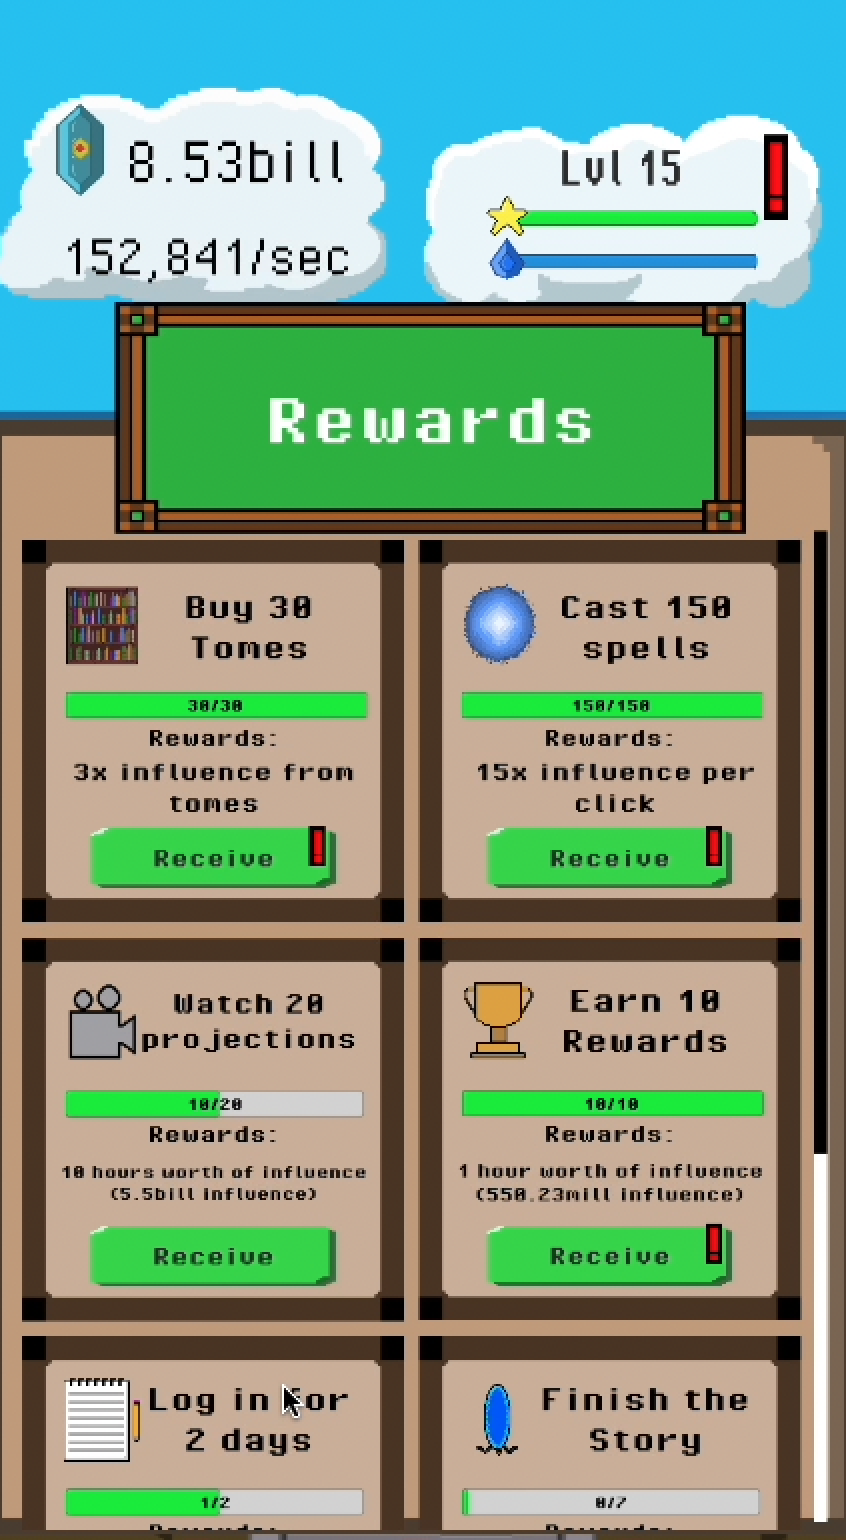 8.53bill
152,841/sec
Lvl 15
Rewards
Buy 30
Tomes
30/30
Rewards:
3x influence from
tomes
Receive
Cast 150
spells
150/150
Rewards:
15x influence per
click
Receive
Watch 20
projections
10/20
Rewards:
10 hours worth of influence
(5.5bill influence)
Receive
Earn 10
Rewards
10/10
Rewards:
1 hour worth of influence
(550.23mill influence)
Receive
Log in for
2 days
1/2
Rewards:
Finish the
Story
0/7
Rewards: